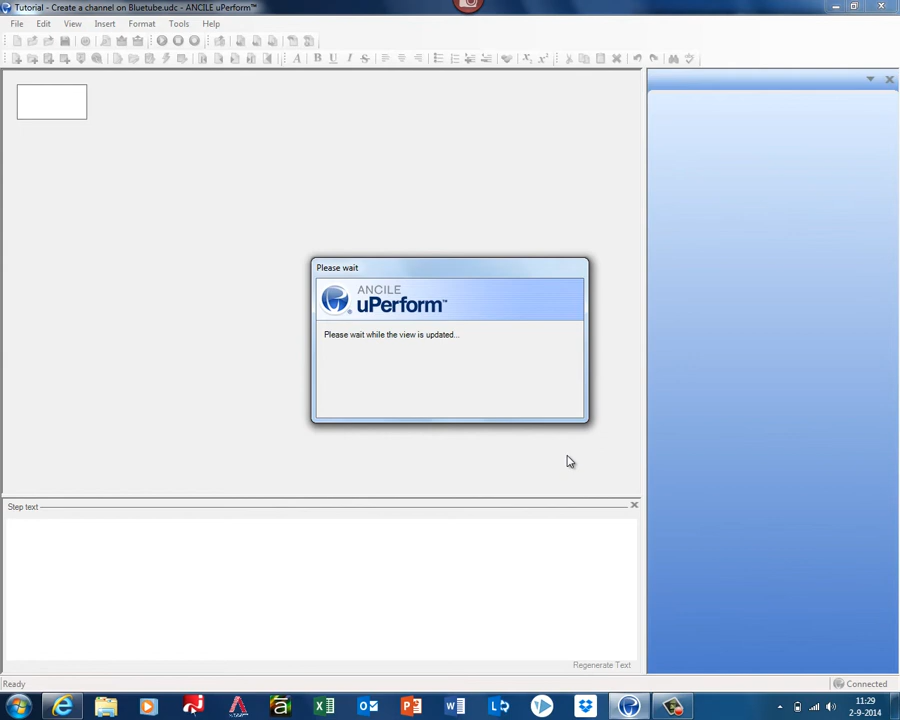 Tutorial - Create a channel on Bluetube.udc - ANCILE uPerform™
File Edit View Insert Format Tools Help
Please wait
ANCILE
uPerform™
Please wait while the view is updated...
Step text
Regenerate Text
Ready
Connected
11:29
2-9-2014